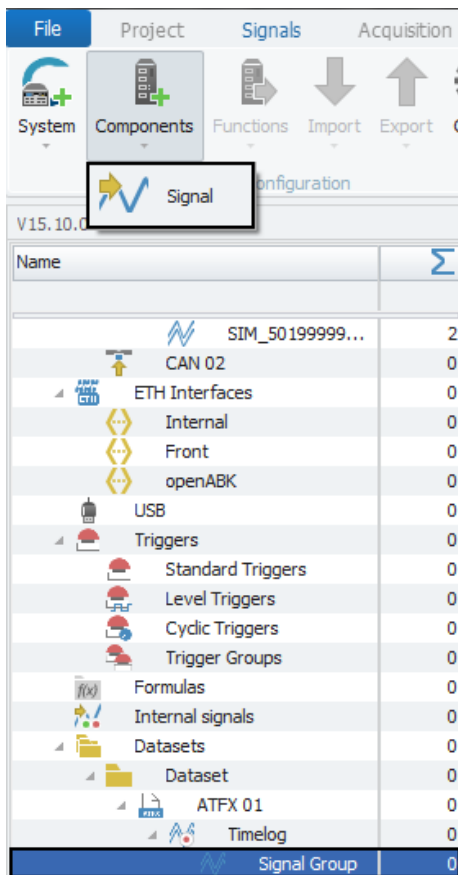 File Project Signals Acquisition
System Components Functions Import Export
Signal
V15.10.0
Name Σ
SIM_50199999... 2
CAN 02 0
ETH Interfaces 0
Internal 0
Front 0
openABK 0
USB 0
Triggers 0
Standard Triggers 0
Level Triggers 0
Cyclic Triggers 0
Trigger Groups 0
f(x) Formulas 0
Internal signals 0
Datasets 0
Dataset 0
ATFX 01 0
Timelog 0
Signal Group 0